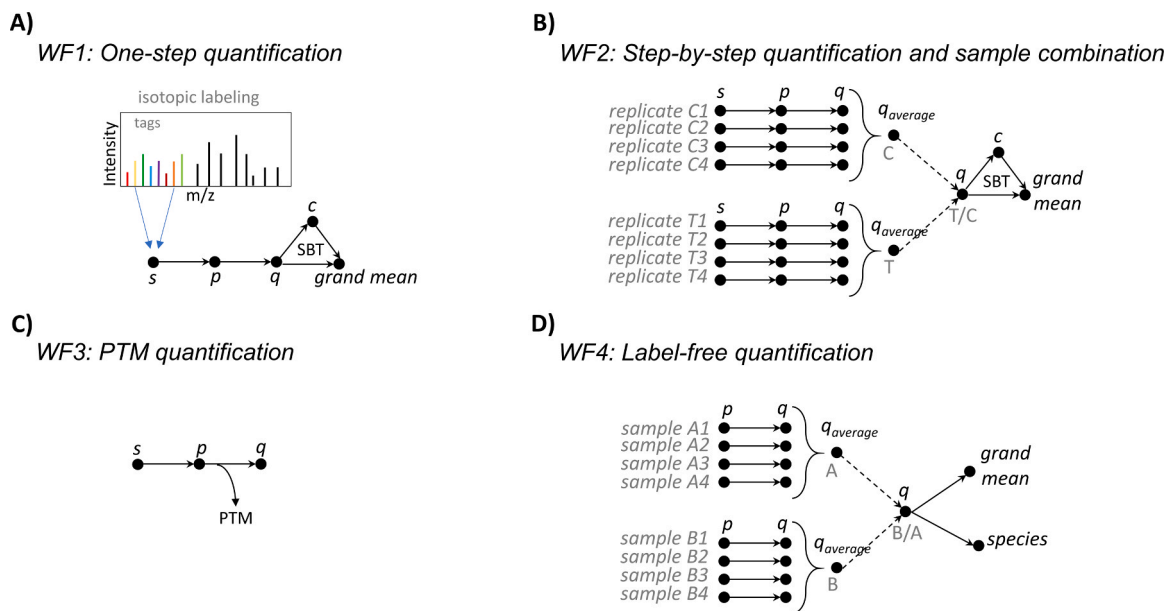 A)
WF1: One-step quantification
isotopic labeling
tags
Intensity
m/z
c
SBT
s
p
q
grand mean
B)
WF2: Step-by-step quantification and sample combination
s
p
q
replicate C1
replicate C2
replicate C3
replicate C4
qaverage
C
s
p
q
replicate T1
replicate T2
replicate T3
replicate T4
qaverage
T
q
T/C
c
SBT
grand
mean
C)
WF3: PTM quantification
s
p
q
PTM
D)
WF4: Label-free quantification
p
q
sample A1
sample A2
sample A3
sample A4
qaverage
A
p
q
sample B1
sample B2
sample B3
sample B4
qaverage
B
q
B/A
grand
mean
species